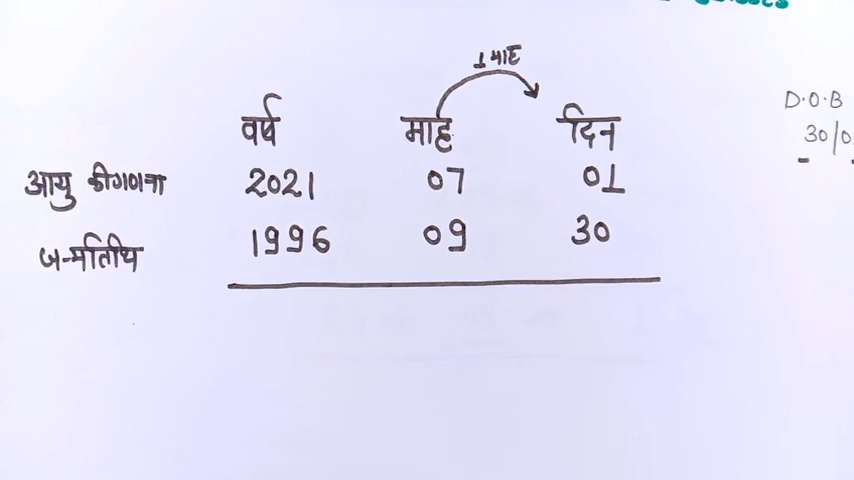 1 माह
वर्ष माह दिन
D.O.B
30/0
आयु की गणना 2021 07 01
जन्मतिथि 1996 09 30